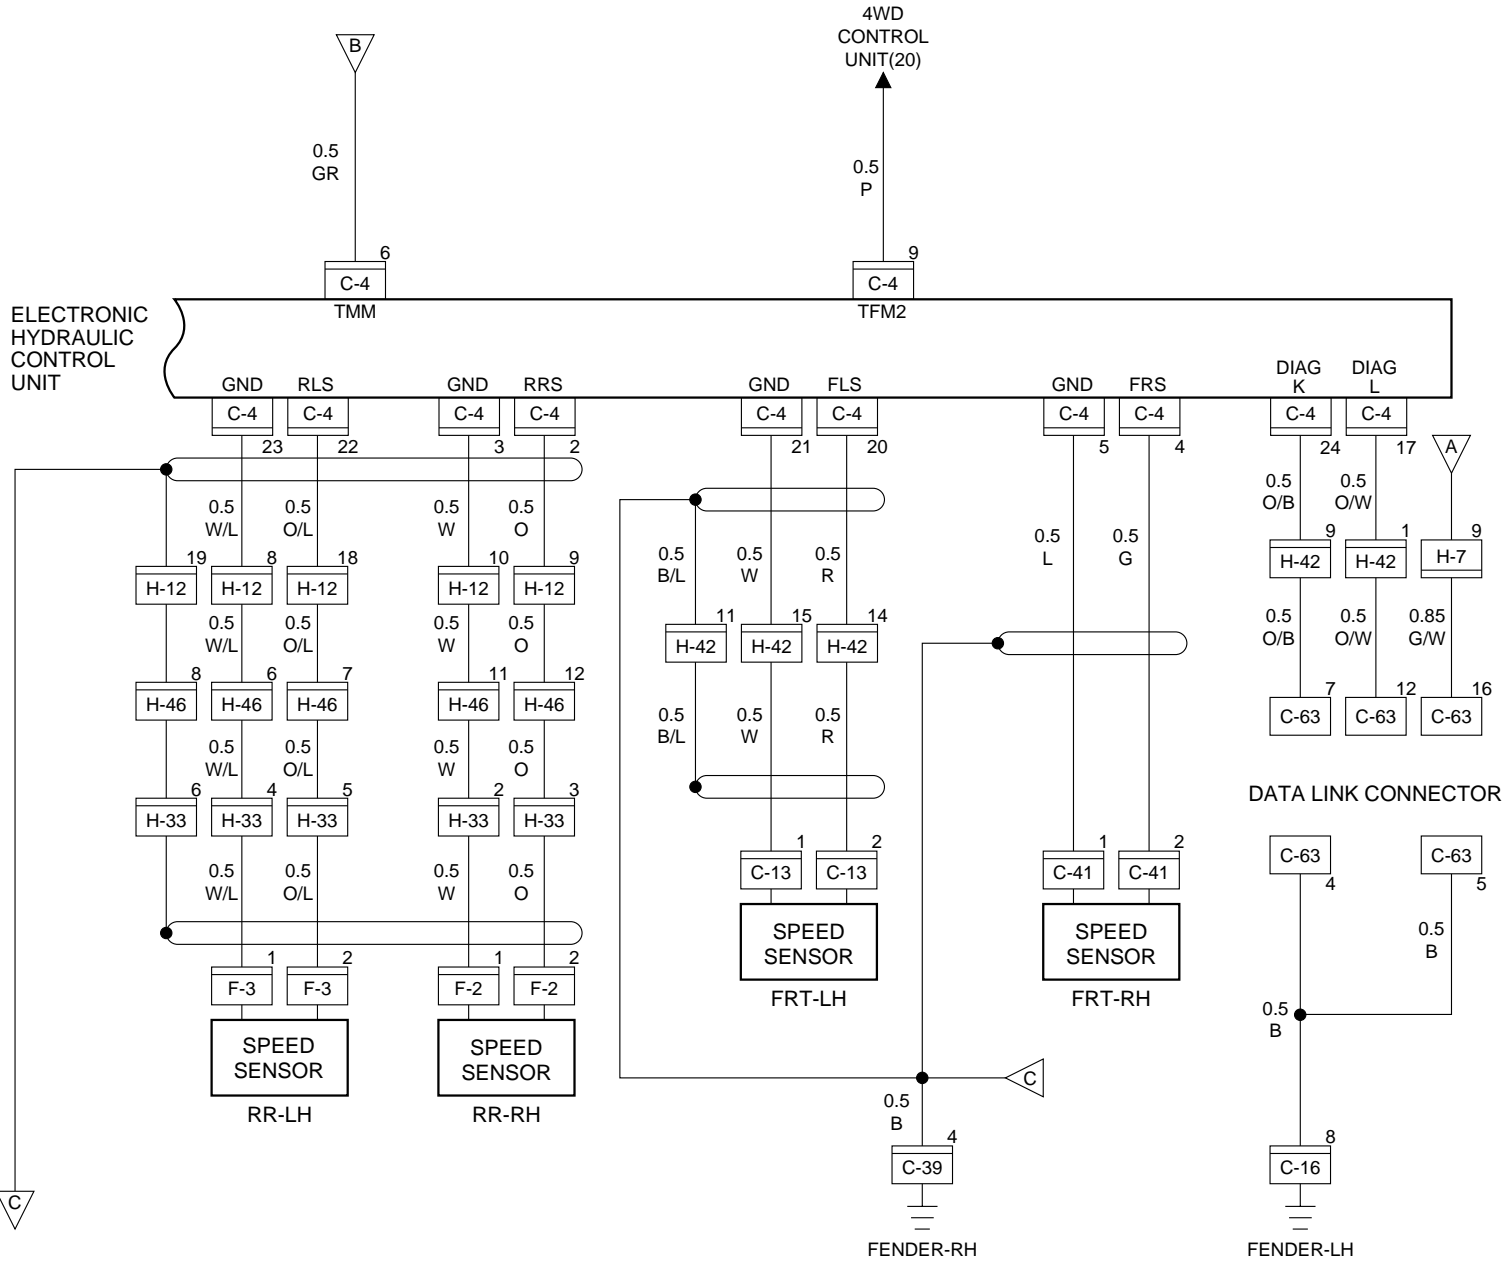 4WD
CONTROL
UNIT(20)
B
0.5
GR
0.5
P
6
9
C-4
C-4
TMM
TFM2
ELECTRONIC
HYDRAULIC
CONTROL
UNIT
GND RLS GND RRS GND FLS GND FRS
DIAG
K
DIAG
L
C-4 C-4 C-4 C-4 C-4 C-4 C-4 C-4 C-4 C-4
23 22 3 2 21 20 5 4 24 17
A
0.5
W/L
0.5
O/L
0.5
W
0.5
O
0.5
O/B
0.5
O/W
0.5
B/L
0.5
W
0.5
R
0.5
L
0.5
G
19 8 18 10 9
H-12 H-12 H-12 H-12 H-12
9 1 9
H-42 H-42 H-7
0.5
W/L
0.5
O/L
0.5
W
0.5
O
11 15 14
H-42 H-42 H-42
0.5
O/B
0.5
O/W
0.85
G/W
8 6 7 11 12
H-46 H-46 H-46 H-46 H-46
7 12 16
C-63 C-63 C-63
0.5
W/L
0.5
O/L
0.5
W
0.5
O
0.5
B/L
0.5
W
0.5
R
6 4 5 2 3
H-33 H-33 H-33 H-33 H-33
DATA LINK CONNECTOR
0.5
W/L
0.5
O/L
0.5
W
0.5
O
1 2 1 2
C-13 C-13 C-41 C-41
C-63 C-63
4 5
SPEED
SENSOR
FRT-LH
SPEED
SENSOR
FRT-RH
0.5
B
1 2 1 2
F-3 F-3 F-2 F-2
SPEED
SENSOR
RR-LH
SPEED
SENSOR
RR-RH
0.5
B
C
0.5
B
4
C-39
FENDER-RH
8
C-16
FENDER-LH
C